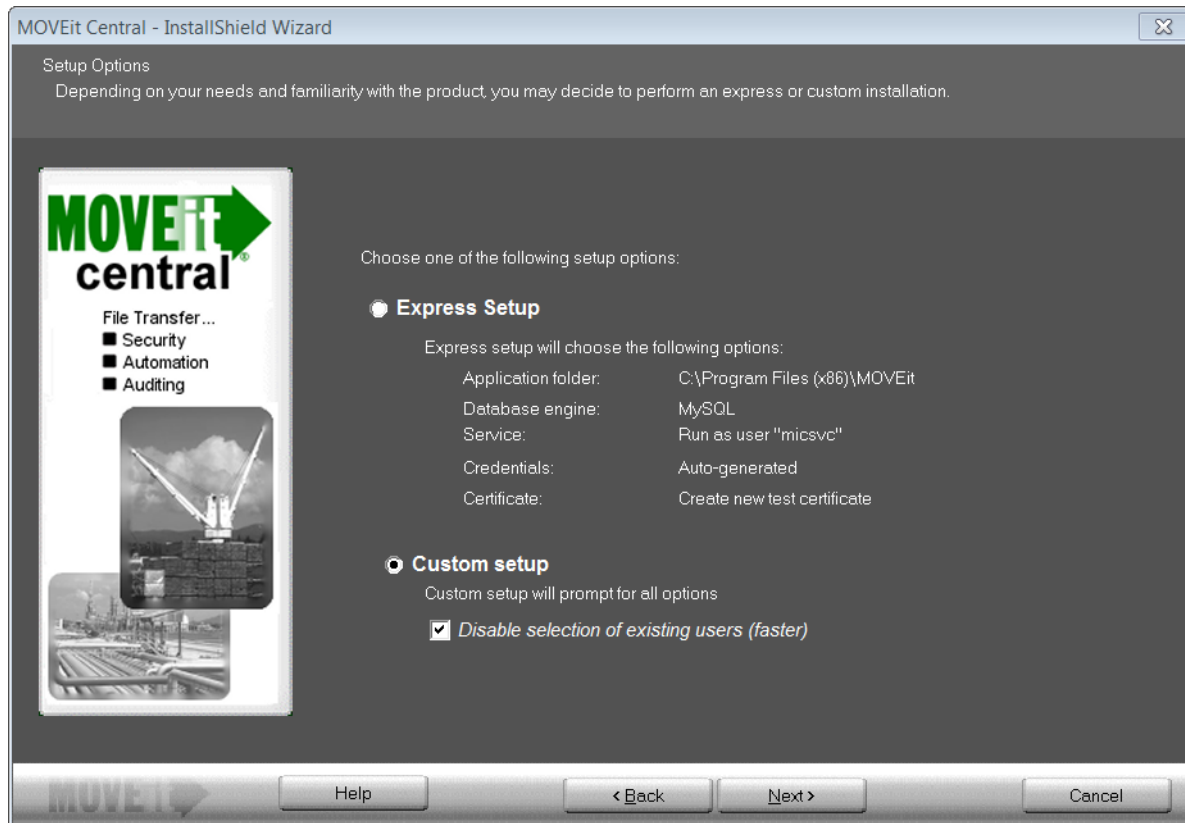 MOVEit Central - InstallShield Wizard
Setup Options
Depending on your needs and familiarity with the product, you may decide to perform an express or custom installation.
MOVEit®
central
File Transfer...
Security
Automation
Auditing
Choose one of the following setup options:
Express Setup
Express setup will choose the following options:
Application folder: C:\Program Files (x86)\MOVEit
Database engine: MySQL
Service: Run as user "micsvc"
Credentials: Auto-generated
Certificate: Create new test certificate
Custom setup
Custom setup will prompt for all options
Disable selection of existing users (faster)
MOVEit
Help
< Back
Next >
Cancel